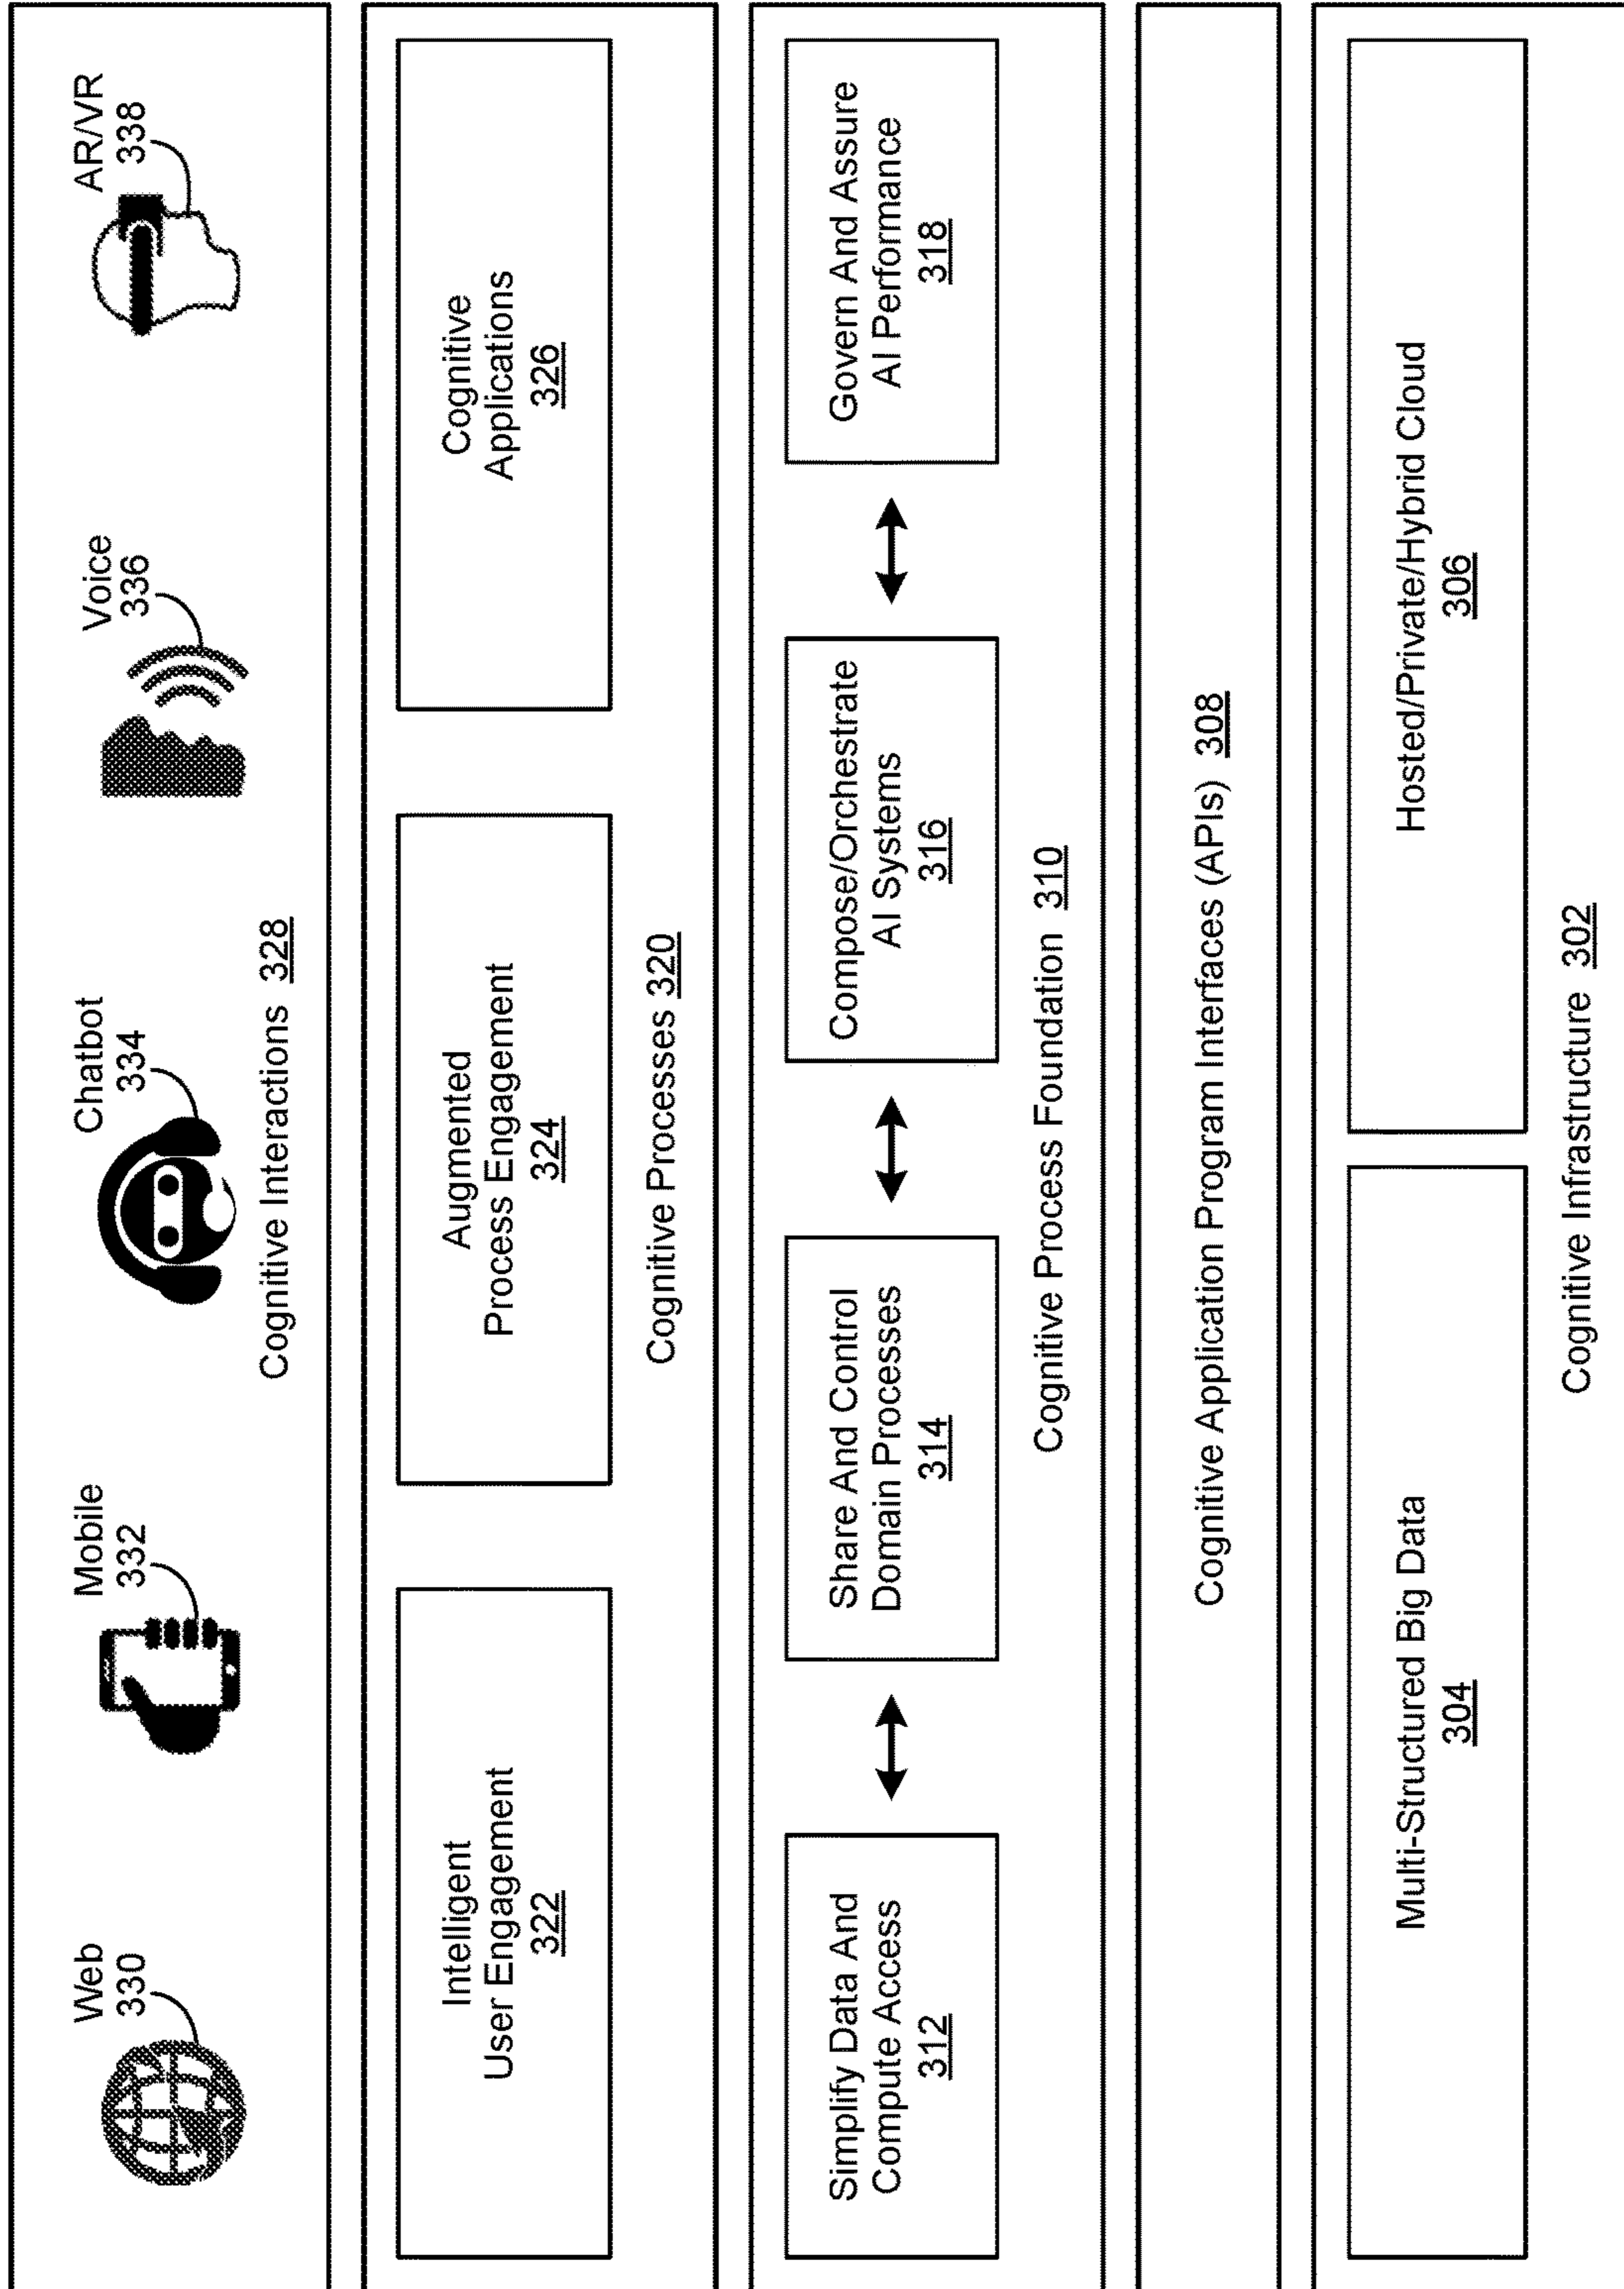 Web
330
Mobile
332
Chatbot
334
Voice
336
AR/VR
338
Cognitive Interactions 328
Intelligent
User Engagement
322
Augmented
Process Engagement
324
Cognitive
Applications
326
Cognitive Processes 320
Simplify Data And
Compute Access
312
Share And Control
Domain Processes
314
Compose/Orchestrate
AI Systems
316
Govern And Assure
AI Performance
318
Cognitive Process Foundation 310
Cognitive Application Program Interfaces (APIs) 308
Multi-Structured Big Data
304
Hosted/Private/Hybrid Cloud
306
Cognitive Infrastructure 302